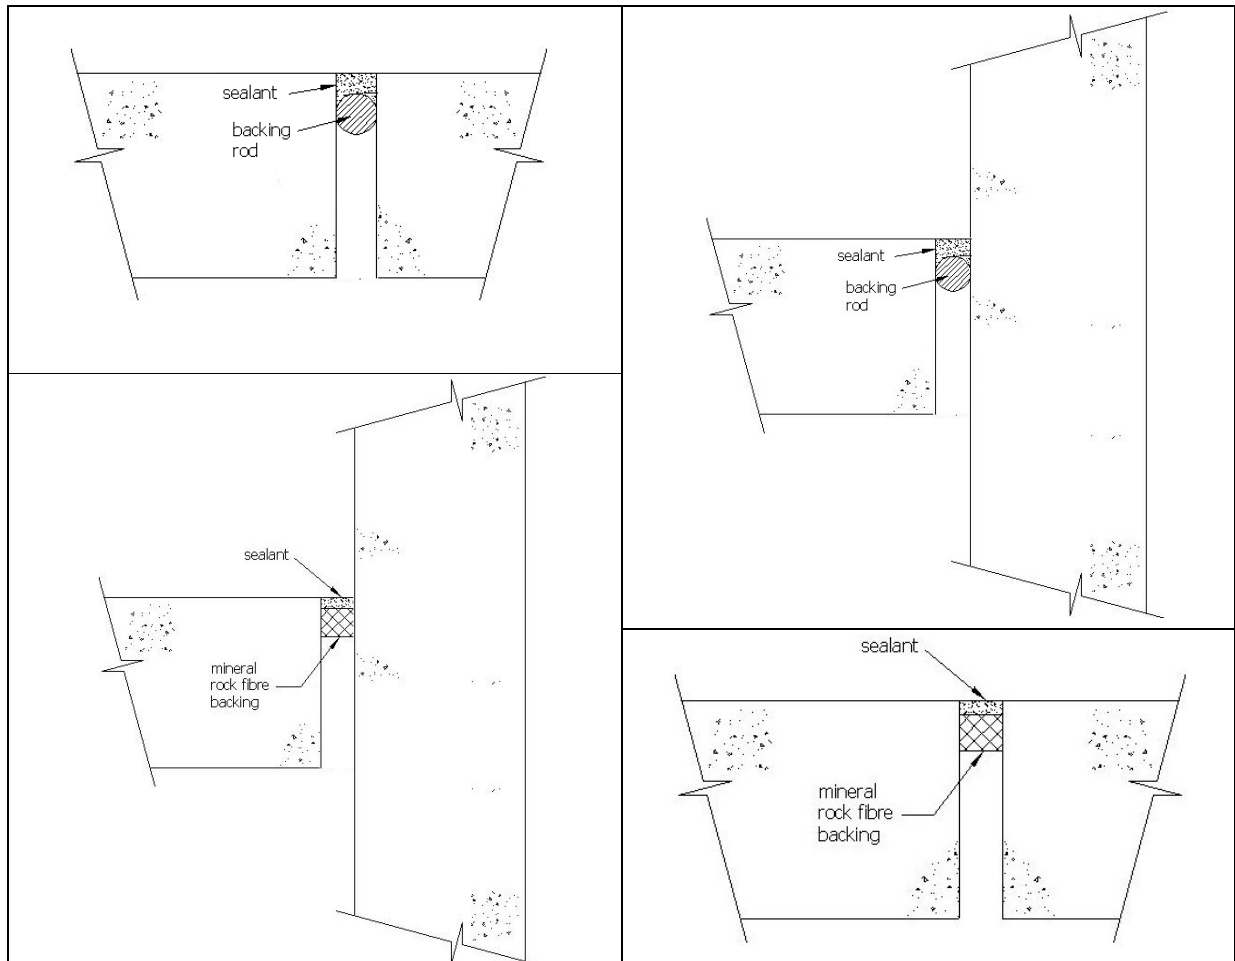 sealant
backing
rod
sealant
backing
rod
sealant
mineral
rock fibre
backing
sealant
mineral
rock fibre
backing